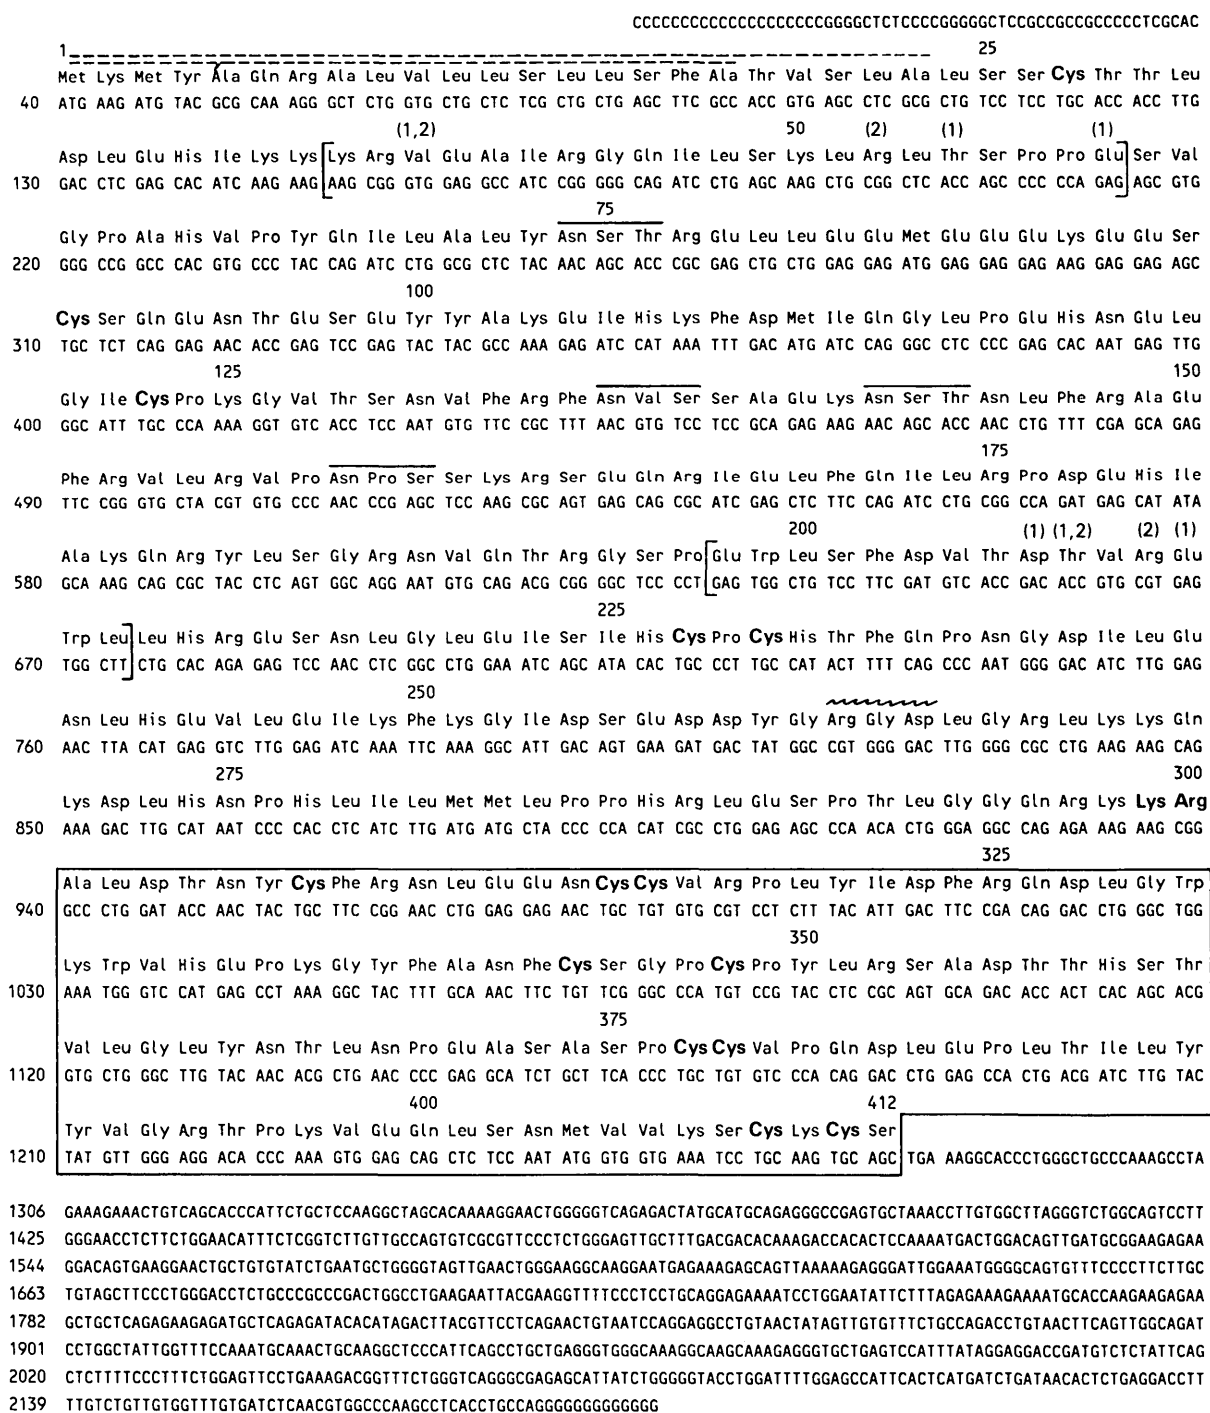 CCCCCCCCCCCCCCCCCCCCGGGGCTCTCCCCGGGGGCTCCGCCGCCGCCCCCTCGCAC
1 25
Met Lys Met Tyr Ala Gln Arg Ala Leu Val Leu Leu Ser Leu Leu Ser Phe Ala Thr Val Ser Leu Ala Leu Ser Ser Cys Thr Thr Leu
40 ATG AAG ATG TAC GCG CAA AGG GCT CTG GTG CTG CTC TCG CTG CTG AGC TTC GCC ACC GTG AGC CTC GCG CTG TCC TCC TGC ACC ACC TTG
(1,2) 50 (2) (1) (1)
Asp Leu Glu His Ile Lys Lys Lys Arg Val Glu Ala Ile Arg Gly Gln Ile Leu Ser Lys Leu Arg Leu Thr Ser Pro Pro Glu Ser Val
130 GAC CTC GAG CAC ATC AAG AAG AAG CGG GTG GAG GCC ATC CGG GGG CAG ATC CTG AGC AAG CTG CGG CTC ACC AGC CCC CCA GAG AGC GTG
75
Gly Pro Ala His Val Pro Tyr Gln Ile Leu Ala Leu Tyr Asn Ser Thr Arg Glu Leu Leu Glu Glu Met Glu Glu Glu Lys Glu Glu Ser
220 GGG CCG GCC CAC GTG CCC TAC CAG ATC CTG GCG CTC TAC AAC AGC ACC CGC GAG CTG CTG GAG GAG ATG GAG GAG GAG AAG GAG GAG AGC
100
Cys Ser Gln Glu Asn Thr Glu Ser Glu Tyr Tyr Ala Lys Glu Ile His Lys Phe Asp Met Ile Gln Gly Leu Pro Glu His Asn Glu Leu
310 TGC TCT CAG GAG AAC ACC GAG TCC GAG TAC TAC GCC AAA GAG ATC CAT AAA TTT GAC ATG ATC CAG GGC CTC CCC GAG CAC AAT GAG TTG
125 150
Gly Ile Cys Pro Lys Gly Val Thr Ser Asn Val Phe Arg Phe Asn Val Ser Ser Ala Glu Lys Asn Ser Thr Asn Leu Phe Arg Ala Glu
400 GGC ATT TGC CCA AAA GGT GTC ACC TCC AAT GTG TTC CGC TTT AAC GTG TCC TCC GCA GAG AAG AAC AGC ACC AAC CTG TTT CGA GCA GAG
175
Phe Arg Val Leu Arg Val Pro Asn Pro Ser Ser Lys Arg Ser Glu Gln Arg Ile Glu Leu Phe Gln Ile Leu Arg Pro Asp Glu His Ile
490 TTC CGG GTG CTA CGT GTG CCC AAC CCG AGC TCC AAG CGC AGT GAG CAG CGC ATC GAG CTC TTC CAG ATC CTG CGG CCA GAT GAG CAT ATA
200 (1) (1,2) (2) (1)
Ala Lys Gln Arg Tyr Leu Ser Gly Arg Asn Val Gln Thr Arg Gly Ser Pro Glu Trp Leu Ser Phe Asp Val Thr Asp Thr Val Arg Glu
580 GCA AAG CAG CGC TAC CTC AGT GGC AGG AAT GTG CAG ACG CGG GGC TCC CCT GAG TGG CTG TCC TTC GAT GTC ACC GAC ACC GTG CGT GAG
225
Trp Leu Leu His Arg Glu Ser Asn Leu Gly Leu Glu Ile Ser Ile His Cys Pro Cys His Thr Phe Gln Pro Asn Gly Asp Ile Leu Glu
670 TGG CTT CTG CAC AGA GAG TCC AAC CTC GGC CTG GAA ATC AGC ATA CAC TGC CCT TGC CAT ACT TTT CAG CCC AAT GGG GAC ATC TTG GAG
250
Asn Leu His Glu Val Leu Glu Ile Lys Phe Lys Gly Ile Asp Ser Glu Asp Asp Tyr Gly Arg Gly Asp Leu Gly Arg Leu Lys Lys Gln
760 AAC TTA CAT GAG GTC TTG GAG ATC AAA TTC AAA GGC ATT GAC AGT GAA GAT GAC TAT GGC CGT GGG GAC TTG GGG CGC CTG AAG AAG CAG
275 300
Lys Asp Leu His Asn Pro His Leu Ile Leu Met Met Leu Pro Pro His Arg Leu Glu Ser Pro Thr Leu Gly Gly Gln Arg Lys Lys Arg
850 AAA GAC TTG CAT AAT CCC CAC CTC ATC TTG ATG ATG CTA CCC CCA CAT CGC CTG GAG AGC CCA ACA CTG GGA GGC CAG AGA AAG AAG CGG
325
Ala Leu Asp Thr Asn Tyr Cys Phe Arg Asn Leu Glu Glu Asn Cys Cys Val Arg Pro Leu Tyr Ile Asp Phe Arg Gln Asp Leu Gly Trp
940 GCC CTG GAT ACC AAC TAC TGC TTC CGG AAC CTG GAG GAG AAC TGC TGT GTG CGT CCT CTT TAC ATT GAC TTC CGA CAG GAC CTG GGC TGG
350
Lys Trp Val His Glu Pro Lys Gly Tyr Phe Ala Asn Phe Cys Ser Gly Pro Cys Pro Tyr Leu Arg Ser Ala Asp Thr Thr His Ser Thr
1030 AAA TGG GTC CAT GAG CCT AAA GGC TAC TTT GCA AAC TTC TGT TCG GGC CCA TGT CCG TAC CTC CGC AGT GCA GAC ACC ACT CAC AGC ACG
375
Val Leu Gly Leu Tyr Asn Thr Leu Asn Pro Glu Ala Ser Ala Ser Pro Cys Cys Val Pro Gln Asp Leu Glu Pro Leu Thr Ile Leu Tyr
1120 GTG CTG GGC TTG TAC AAC ACG CTG AAC CCC GAG GCA TCT GCT TCA CCC TGC TGT GTC CCA CAG GAC CTG GAG CCA CTG ACG ATC TTG TAC
400 412
Tyr Val Gly Arg Thr Pro Lys Val Glu Gln Leu Ser Asn Met Val Val Lys Ser Cys Lys Cys Ser
1210 TAT GTT GGG AGG ACA CCC AAA GTG GAG CAG CTC TCC AAT ATG GTG GTG AAA TCC TGC AAG TGC AGC TGA AAGGCACCCTGGGCTGCCCAAAGCCTA
1306 GAAAGAAACTGTCAGCACCCATTCTGCTCCAAGGCTAGCACAAAAGGAACTGGGGGTCAGAGACTATGCATGCAGAGGGCCGAGTGCTAAACCTTGTGGCTTAGGGTCTGGCAGTCCTT
1425 GGGAACCTCTTCTGGAACATTTCTCGGTCTTGTTGCCAGTGTCGCGTTCCCTCTGGGAGTTGCTTTGACGACACAAAGACCACACTCCAAAATGACTGGACAGTTGATGCGGAAGAGAA
1544 GGACAGTGAAGGAACTGCTGTGTATCTGAATGCTGGGGTAGTTGAACTGGGAAGGCAAGGAATGAGAAAGAGCAGTTAAAAAGAGGGATTGGAAATGGGGCAGTGTTTCCCCTTCTTGC
1663 TGTAGCTTCCCTGGGACCTCTGCCCGCCCGACTGGCCTGAAGAATTACGAAGGTTTTCCCTCCTGCAGGAGAAAATCCTGGAATATTCTTTAGAGAAAGAAAATGCACCAAGAAGAGAA
1782 GCTGCTCAGAGAAGAGATGCTCAGAGATACACATAGACTTACGTTCCTCAGAACTGTAATCCAGGAGGCCTGTAACTATAGTTGTGTTTCTGCCAGACCTGTAACTTCAGTTGGCAGAT
1901 CCTGGCTATTGGTTTCCAAATGCAAACTGCAAGGCTCCCATTCAGCCTGCTGAGGGTGGGCAAAGGCAAGCAAAGAGGGTGCTGAGTCCATTTATAGGAGGACCGATGTCTCTATTCAG
2020 CTCTTTTCCCTTTCTGGAGTTCCTGAAAGACGGTTTCTGGGTCAGGGCGAGAGCATTATCTGGGGGTACCTGGATTTTGGAGCCATTCACTCATGATCTGATAACACTCTGAGGACCTT
2139 TTGTCTGTTGTGGTTTGTGATCTCAACGTGGCCCAAGCCTCACCTGCCAGGGGGGGGGGGGG